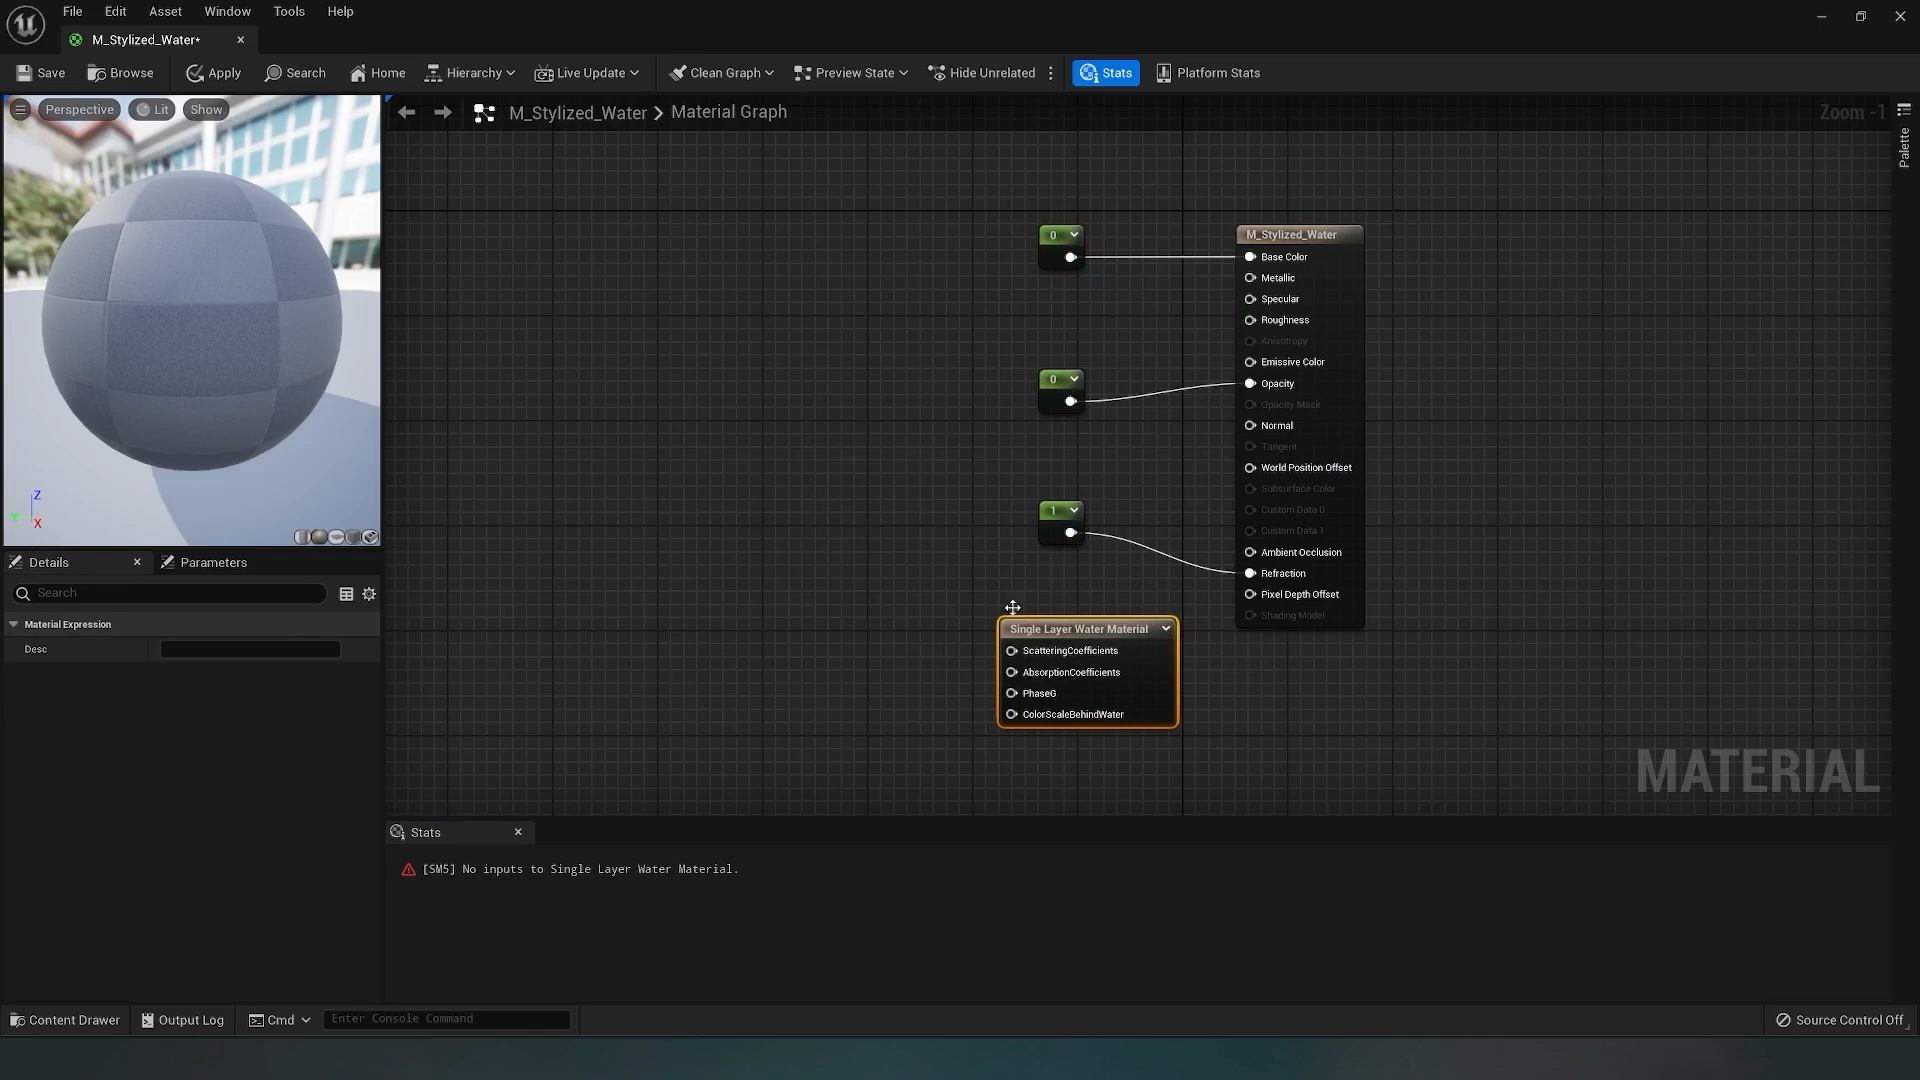 File Edit Asset Window Tools Help
M_Stylized_Water*
Save Browse Apply Search Home Hierarchy Live Update Clean Graph Preview State Hide Unrelated Stats Platform Stats
Perspective Lit Show
M_Stylized_Water Material Graph
Zoom -1
Palette
0
M_Stylized_Water
Base Color
Metallic
Specular
Roughness
Anisotropy
Emissive Color
0
Opacity
Opacity Mask
Normal
Tangent
World Position Offset
Subsurface Color
1
Custom Data 0
Custom Data 1
Ambient Occlusion
Refraction
Pixel Depth Offset
Shading Model
Z
X
Single Layer Water Material
ScatteringCoefficients
AbsorptionCoefficients
PhaseG
ColorScaleBehindWater
MATERIAL
Details Parameters
Search
Material Expression
Desc
Stats
[SM5] No inputs to Single Layer Water Material.
Content Drawer Output Log Cmd Enter Console Command Source Control Off